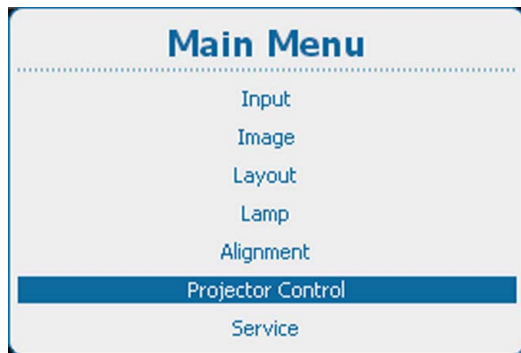 Main Menu
Input
Image
Layout
Lamp
Alignment
Projector Control
Service